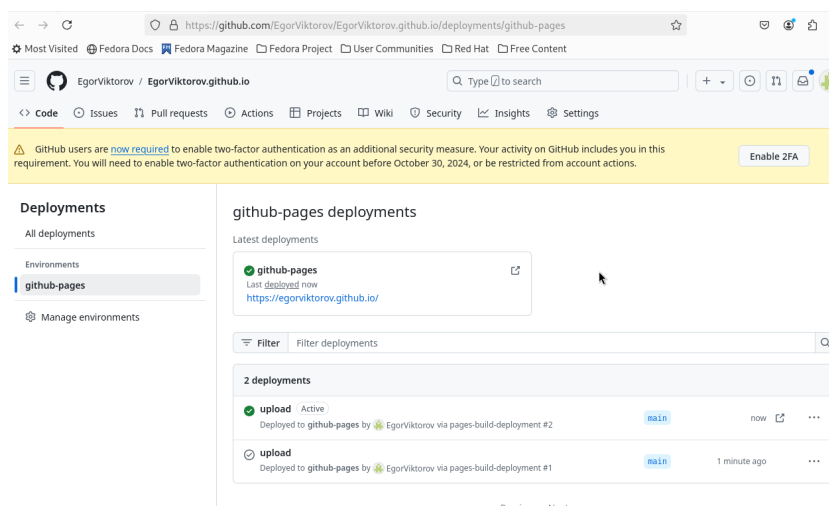 https://github.com/EgorViktorov/EgorViktorov.github.io/deployments/github-pages
Most Visited Fedora Docs Fedora Magazine Fedora Project User Communities Red Hat Free Content
EgorViktorov / EgorViktorov.github.io Type / to search
Code Issues Pull requests Actions Projects Wiki Security Insights Settings
GitHub users are now required to enable two-factor authentication as an additional security measure. Your activity on GitHub includes you in this
requirement. You will need to enable two-factor authentication on your account before October 30, 2024, or be restricted from account actions.
Enable 2FA
Deployments
All deployments
Environments
github-pages
Manage environments
github-pages deployments
Latest deployments
github-pages
Last deployed now
https://egorviktorov.github.io/
Filter Filter deployments
2 deployments
upload Active
Deployed to github-pages by EgorViktorov via pages-build-deployment #2
main now
upload
Deployed to github-pages by EgorViktorov via pages-build-deployment #1
main 1 minute ago